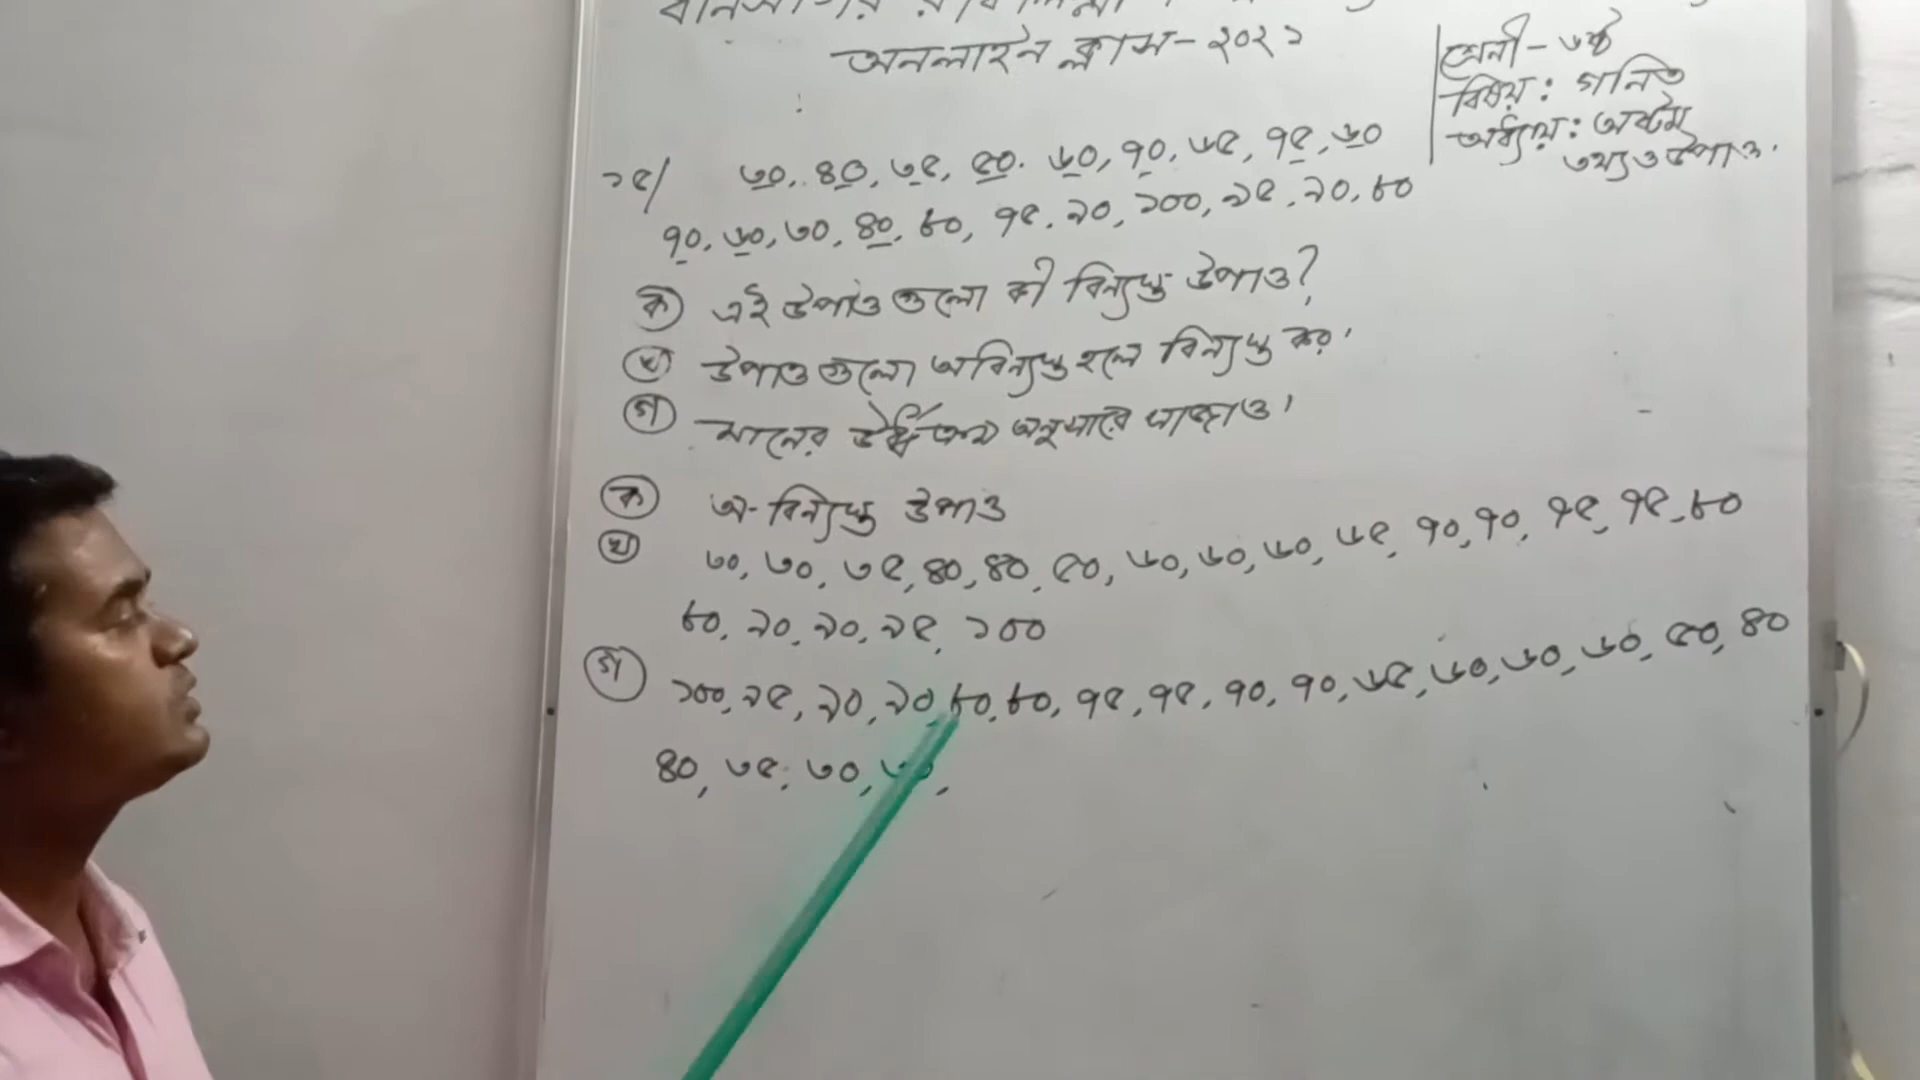 অনলাইন ক্লাস-২০২১
শ্রেনী - ৬ষ্ঠ
বিষয়: গনিত
অধ্যায়: অষ্টম
তথ্য ও উপাত্ত.
১৫/ ৩০, ৪০, ৩৫, ৫০. ৬০, ৭০, ৬৫, ৭৫, ৬০
৭০, ৬০, ৩০, ৪০, ৮০, ৭৫. ৯০, ১০০, ৯৫, ৯০, ৮০
ক এই উপাত্ত গুলো কী বিন্যস্ত উপাত্ত?
খ উপাত্ত গুলো অবিন্যস্ত হলে বিন্যস্ত কর।
গ মানের উর্ধ্বক্রম অনুসারে সাজাও।
ক অ-বিন্যস্ত উপাত্ত
খ ৩০, ৩০, ৩৫, ৪০, ৪০, ৫০, ৬০, ৬০, ৬০, ৬৫, ৭০, ৭০, ৭৫, ৭৫, ৮০
৮০, ৯০, ৯০, ৯৫, ১০০
গ ১০০, ৯৫, ৯০, ৯০, ৮০, ৮০, ৭৫, ৭৫, ৭০, ৭০, ৬৫, ৬০, ৬০, ৬০, ৫০, ৪০
৪০, ৩৫, ৩০, ৩০,